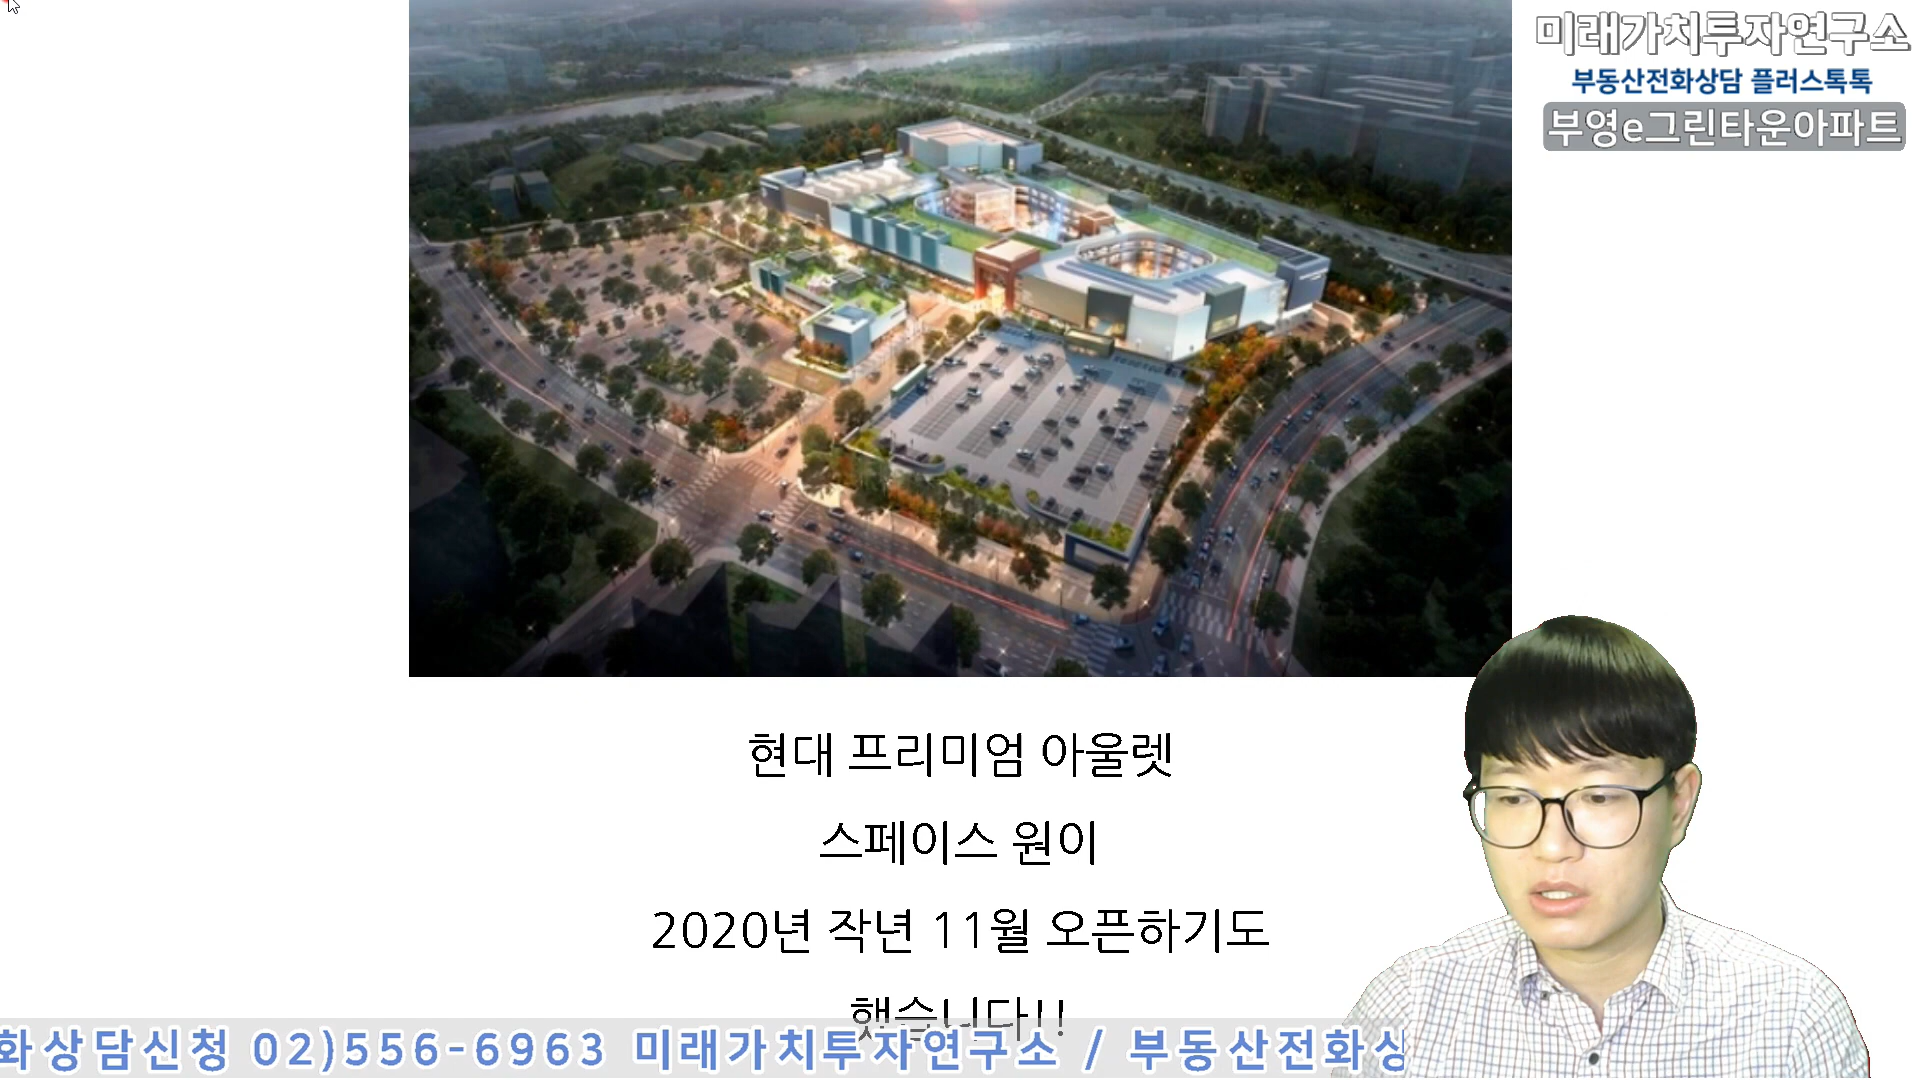 미래가치투자연구소
부동산전화상담 플러스톡톡
부영e그린타운아파트
현대 프리미엄 아울렛
스페이스 원이
2020년 작년 11월 오픈하기도
했습니다!!
화상담신청 02)556-6963 미래가치투자연구소 / 부동산전화상